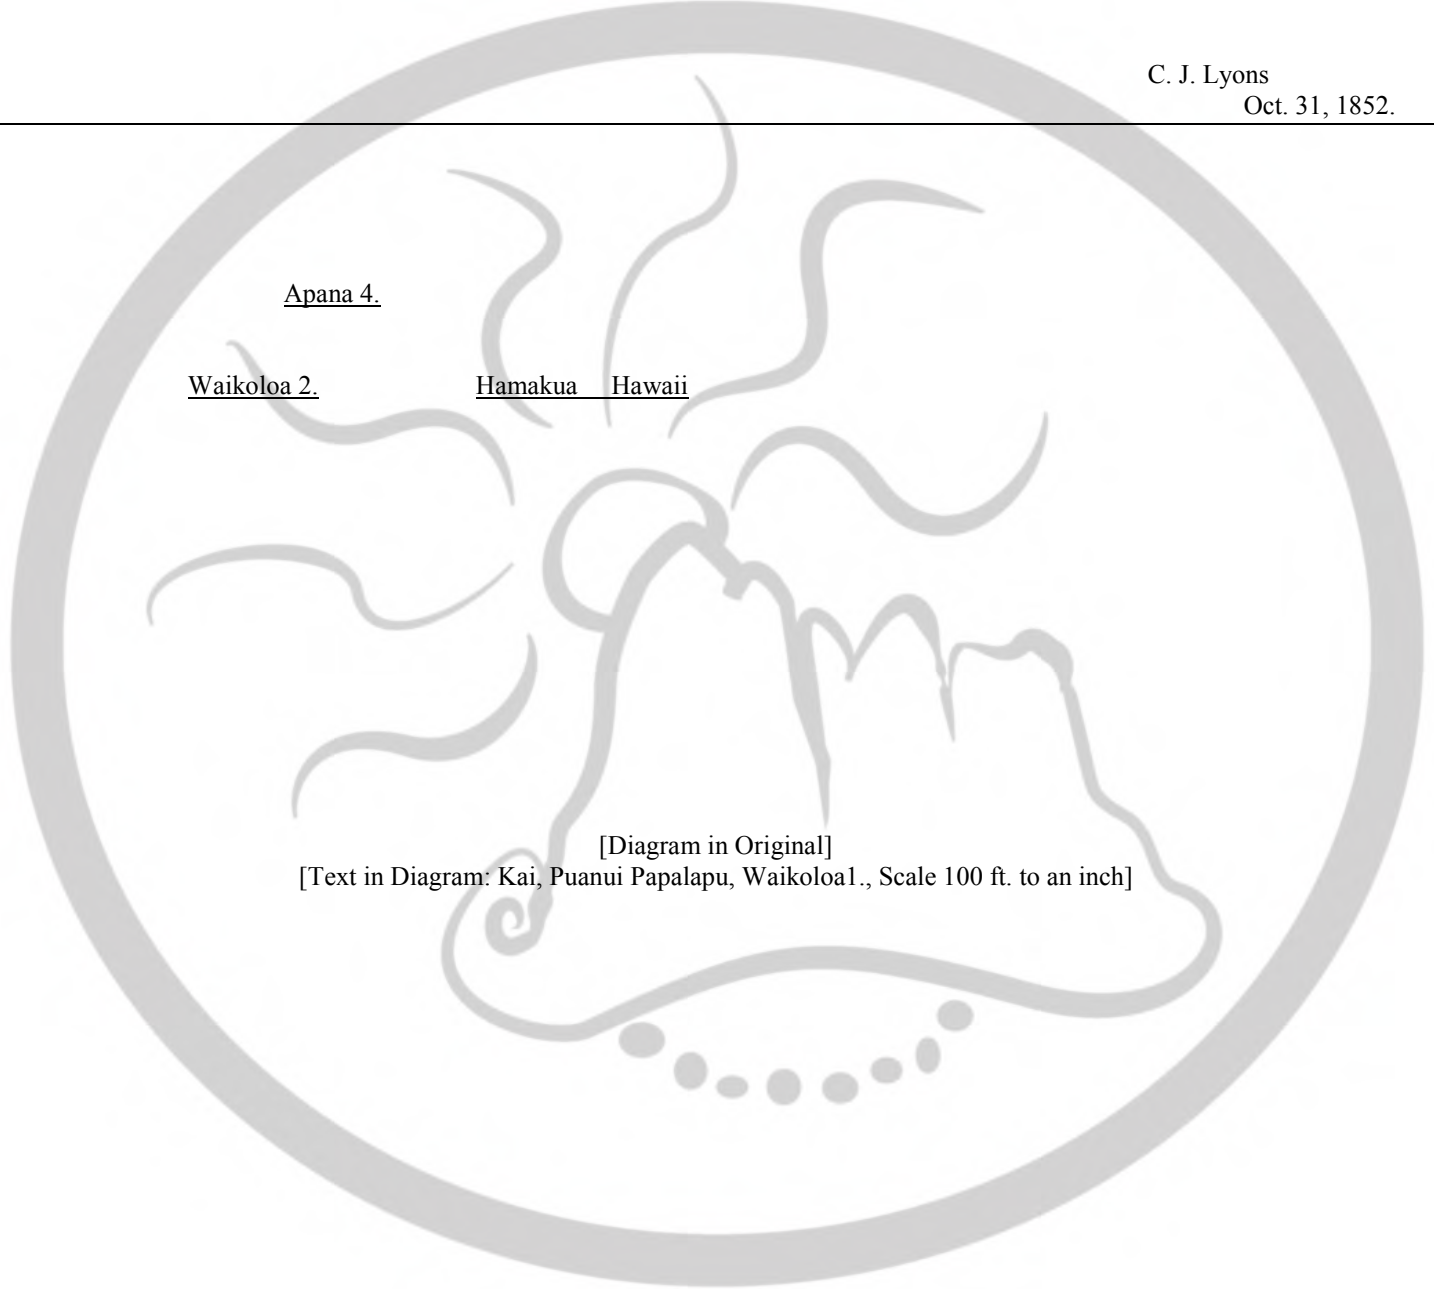 C. J. Lyons
Oct. 31, 1852.
Apana 4.
Waikoloa 2. Hamakua Hawaii
[Diagram in Original]
[Text in Diagram: Kai, Puanui Papalapu, Waikoloa1., Scale 100 ft. to an inch]